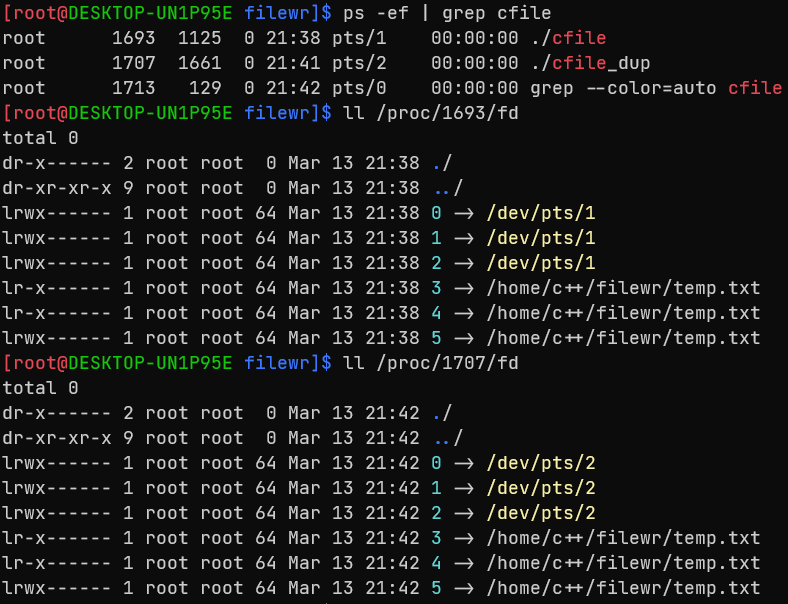 [root@DESKTOP-UN1P95E filewr]$ ps -ef | grep cfile
root      1693  1125  0 21:38 pts/1    00:00:00 ./cfile
root      1707  1661  0 21:41 pts/2    00:00:00 ./cfile_dup
root      1713   129  0 21:42 pts/0    00:00:00 grep --color=auto cfile
[root@DESKTOP-UN1P95E filewr]$ ll /proc/1693/fd
total 0
dr-x------ 2 root root  0 Mar 13 21:38 ./
dr-xr-xr-x 9 root root  0 Mar 13 21:38 ../
lrwx------ 1 root root 64 Mar 13 21:38 0 -> /dev/pts/1
lrwx------ 1 root root 64 Mar 13 21:38 1 -> /dev/pts/1
lrwx------ 1 root root 64 Mar 13 21:38 2 -> /dev/pts/1
lr-x------ 1 root root 64 Mar 13 21:38 3 -> /home/c++/filewr/temp.txt
lr-x------ 1 root root 64 Mar 13 21:38 4 -> /home/c++/filewr/temp.txt
lrwx------ 1 root root 64 Mar 13 21:38 5 -> /home/c++/filewr/temp.txt
[root@DESKTOP-UN1P95E filewr]$ ll /proc/1707/fd
total 0
dr-x------ 2 root root  0 Mar 13 21:42 ./
dr-xr-xr-x 9 root root  0 Mar 13 21:42 ../
lrwx------ 1 root root 64 Mar 13 21:42 0 -> /dev/pts/2
lrwx------ 1 root root 64 Mar 13 21:42 1 -> /dev/pts/2
lrwx------ 1 root root 64 Mar 13 21:42 2 -> /dev/pts/2
lr-x------ 1 root root 64 Mar 13 21:42 3 -> /home/c++/filewr/temp.txt
lr-x------ 1 root root 64 Mar 13 21:42 4 -> /home/c++/filewr/temp.txt
lrwx------ 1 root root 64 Mar 13 21:42 5 -> /home/c++/filewr/temp.txt